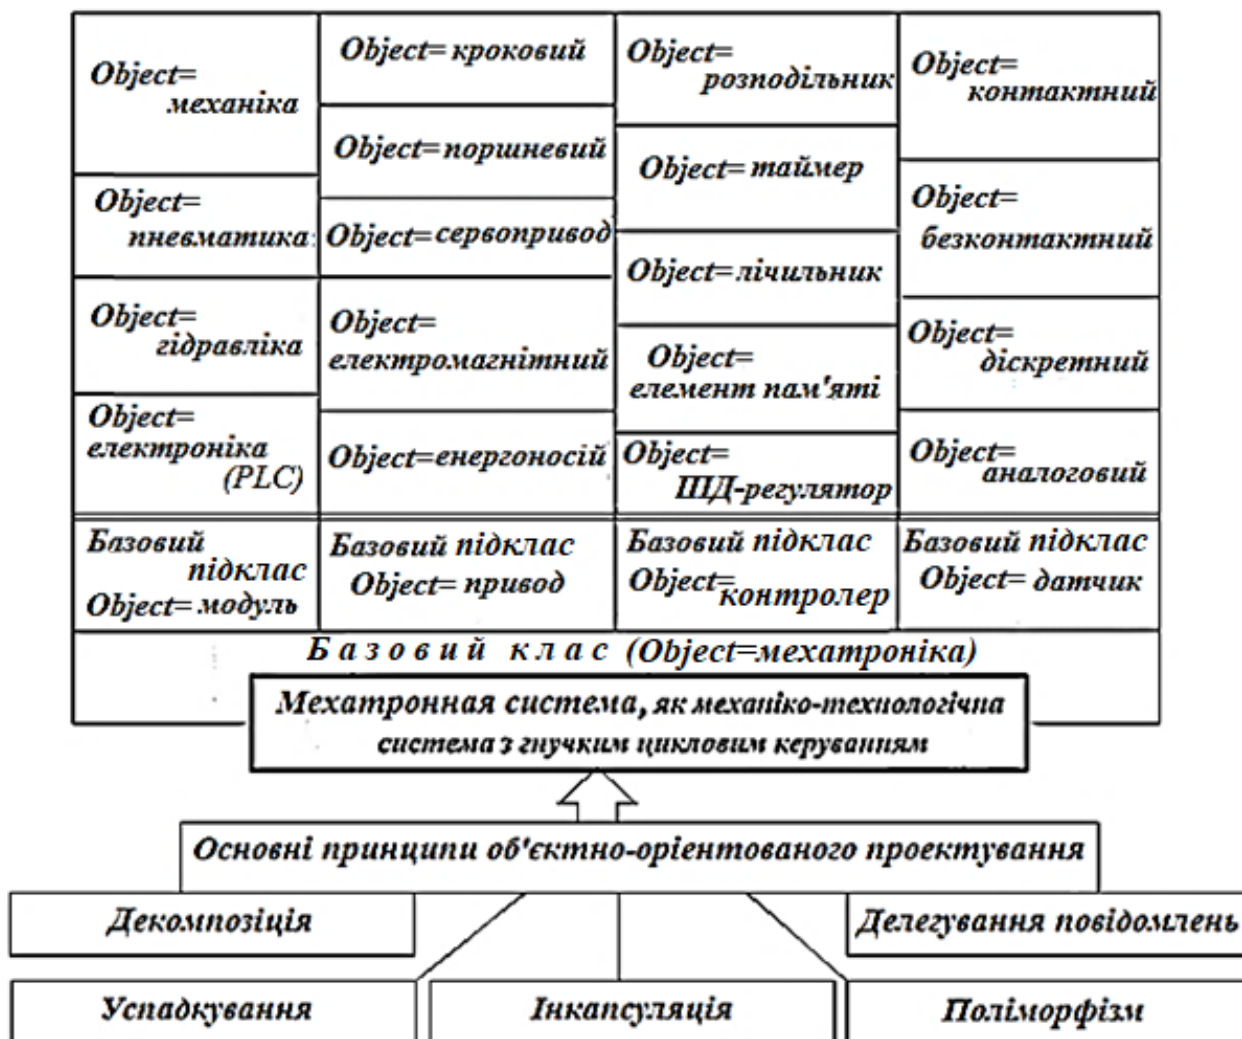 Object=
механіка
Object=
пневматика
Object=
гідравліка
Object=
електроніка
(PLC)
Базовий
підклас
Object= модуль
Object= кроковий
Object=поршневий
Object=сервопривод
Object=
електромагнітний
Object=енергоносій
Базовий підклас
Object= привод
Object=
розподільник
Object= таймер
Object=лічильник
Object=
елемент пам'яті
Object=
ПІД-регулятор
Базовий підклас
Object=
контролер
Object=
контактний
Object=
безконтактний
Object=
діскретний
Object=
аналоговий
Базовий підклас
Object= датчик
Базовий клас (Object=мехатроніка)
Мехатронная система, як механіко-технологічна
система з гнучким цикловим керуванням
Основні принципи об'єктно-орієнтованого проектування
Декомпозіція
Делегування повідомлень
Успадкування
Інкапсуляція
Поліморфізм